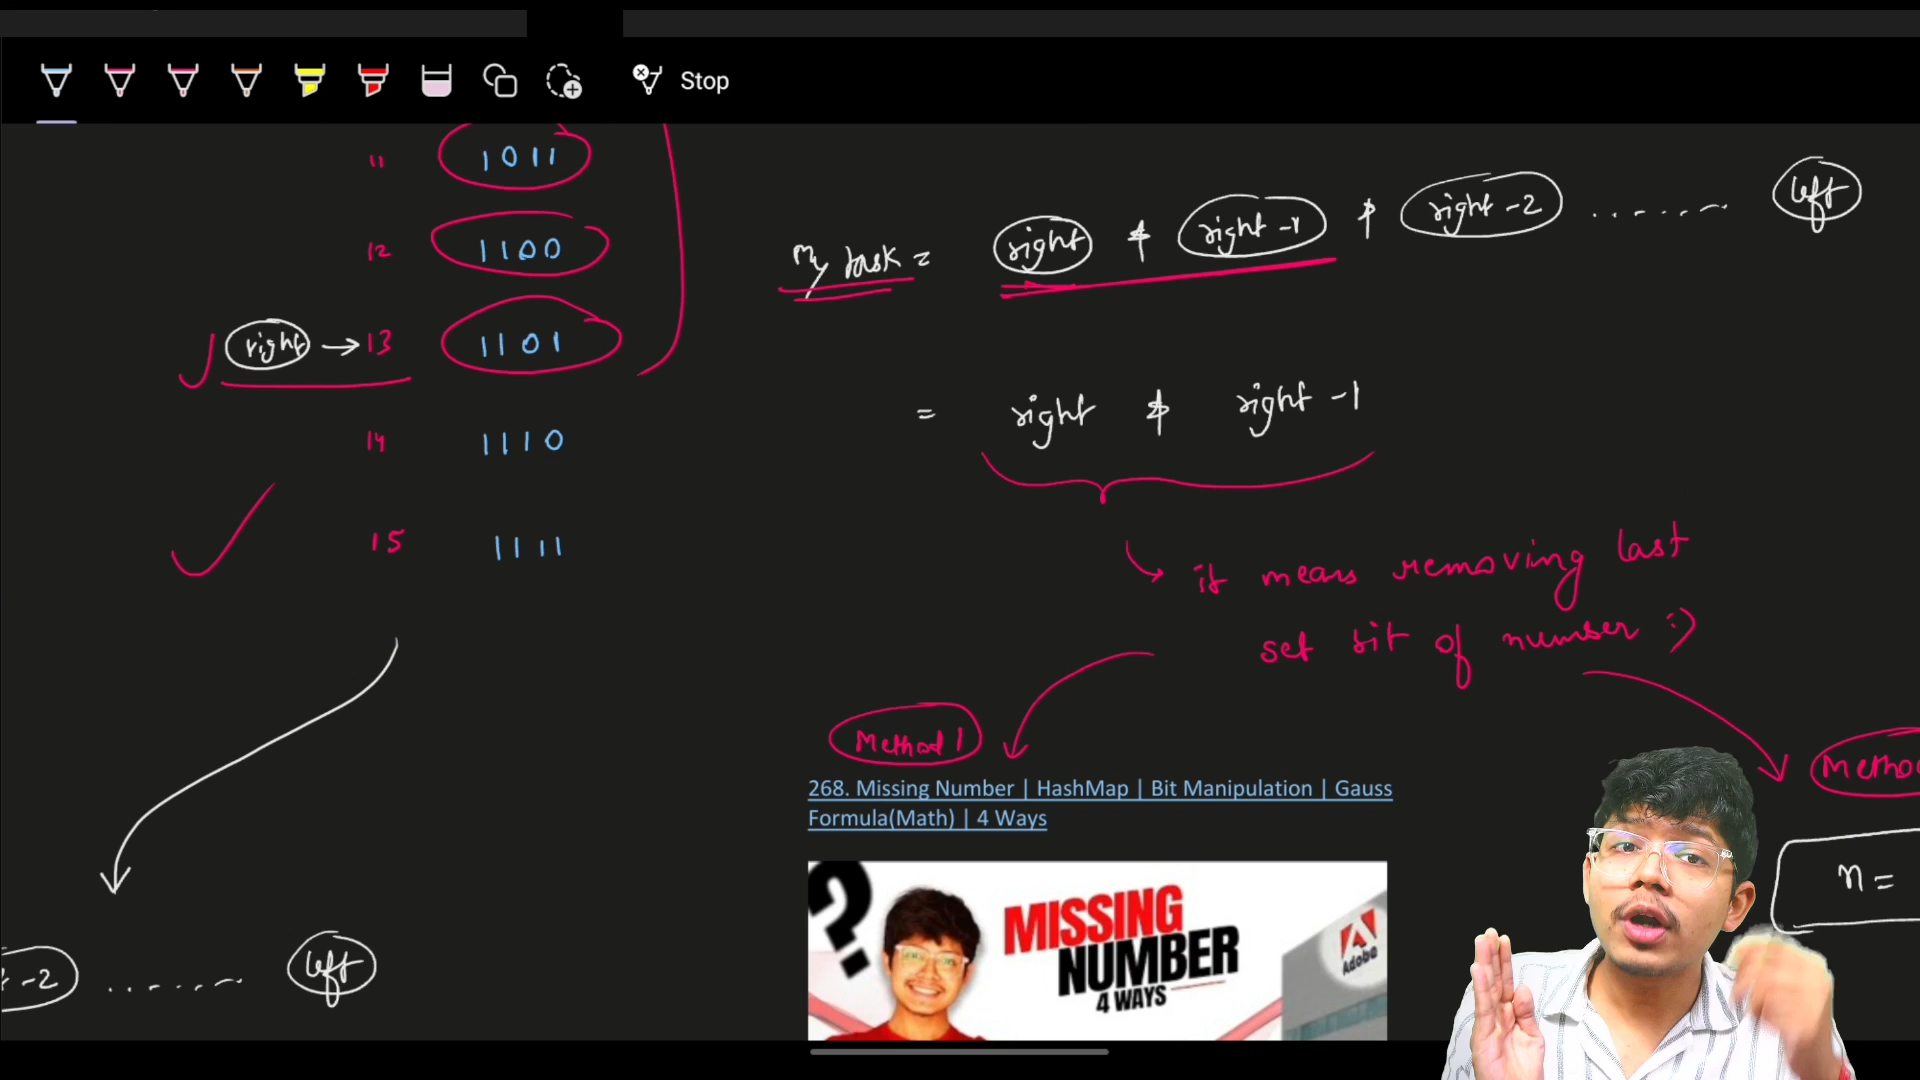 Stop
11 1011
12 1100
right → 13 1101
14 1110
15 1111
-2 ........ left
My task = right & right -1 & right -2 ........ left
= right & right -1
it means removing last
set bit of number :)
Method 1
268. Missing Number | HashMap | Bit Manipulation | Gauss
Formula(Math) | 4 Ways
?
MISSING
NUMBER
4 WAYS
Adobe
Metho
n =